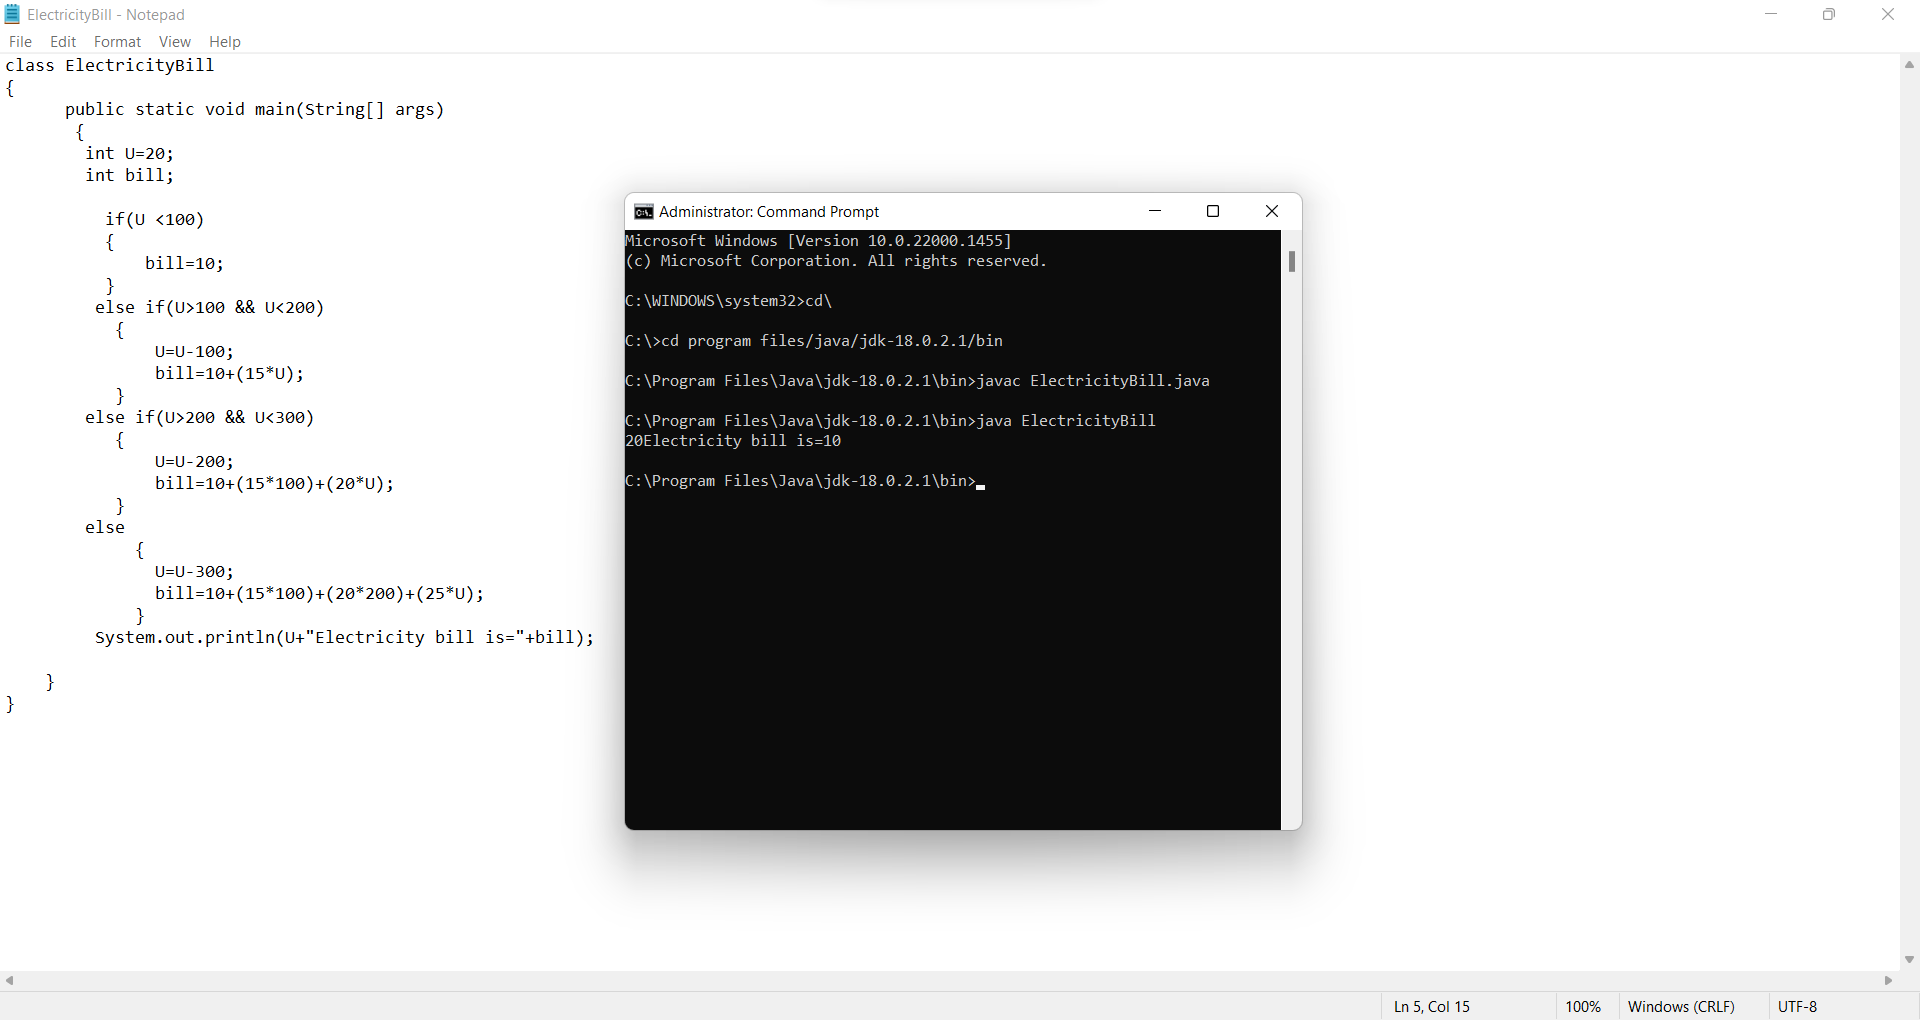 ElectricityBill - Notepad
File Edit Format View Help
class ElectricityBill
{
public static void main(String[] args)
{
int U=20;
int bill;
if(U <100)
{
bill=10;
}
else if(U>100 && U<200)
{
U=U-100;
bill=10+(15*U);
}
else if(U>200 && U<300)
{
U=U-200;
bill=10+(15*100)+(20*U);
}
else
{
U=U-300;
bill=10+(15*100)+(20*200)+(25*U);
}
System.out.println(U+"Electricity bill is="+bill);
}
}
Administrator: Command Prompt
Microsoft Windows [Version 10.0.22000.1455]
(c) Microsoft Corporation. All rights reserved.
C:\WINDOWS\system32>cd\
C:\>cd program files/java/jdk-18.0.2.1/bin
C:\Program Files\Java\jdk-18.0.2.1\bin>javac ElectricityBill.java
C:\Program Files\Java\jdk-18.0.2.1\bin>java ElectricityBill
20Electricity bill is=10
C:\Program Files\Java\jdk-18.0.2.1\bin>
Ln 5, Col 15 100% Windows (CRLF) UTF-8